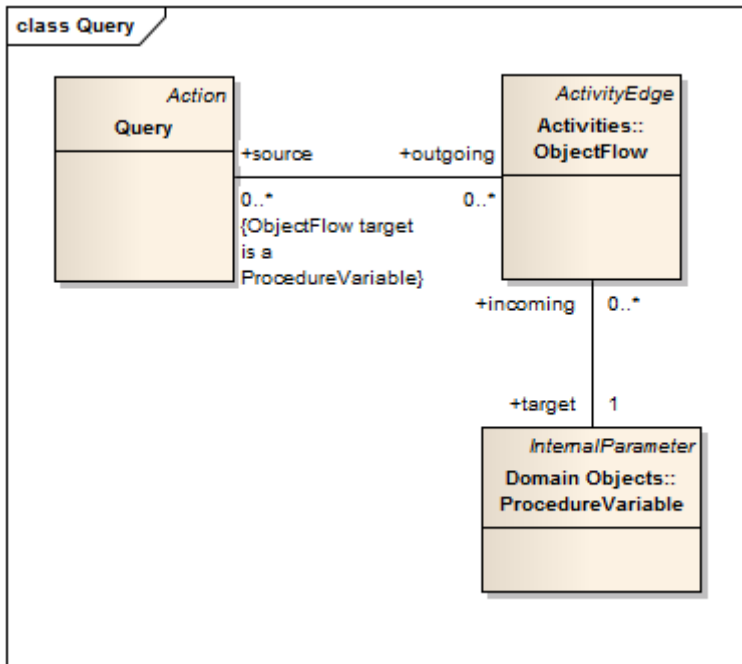 class Query
Action
Query
ActivityEdge
Activities::
ObjectFlow
+source
+outgoing
0..*
0..*
{ObjectFlow target
is a
ProcedureVariable}
+incoming
0..*
+target
1
InternalParameter
Domain Objects::
ProcedureVariable